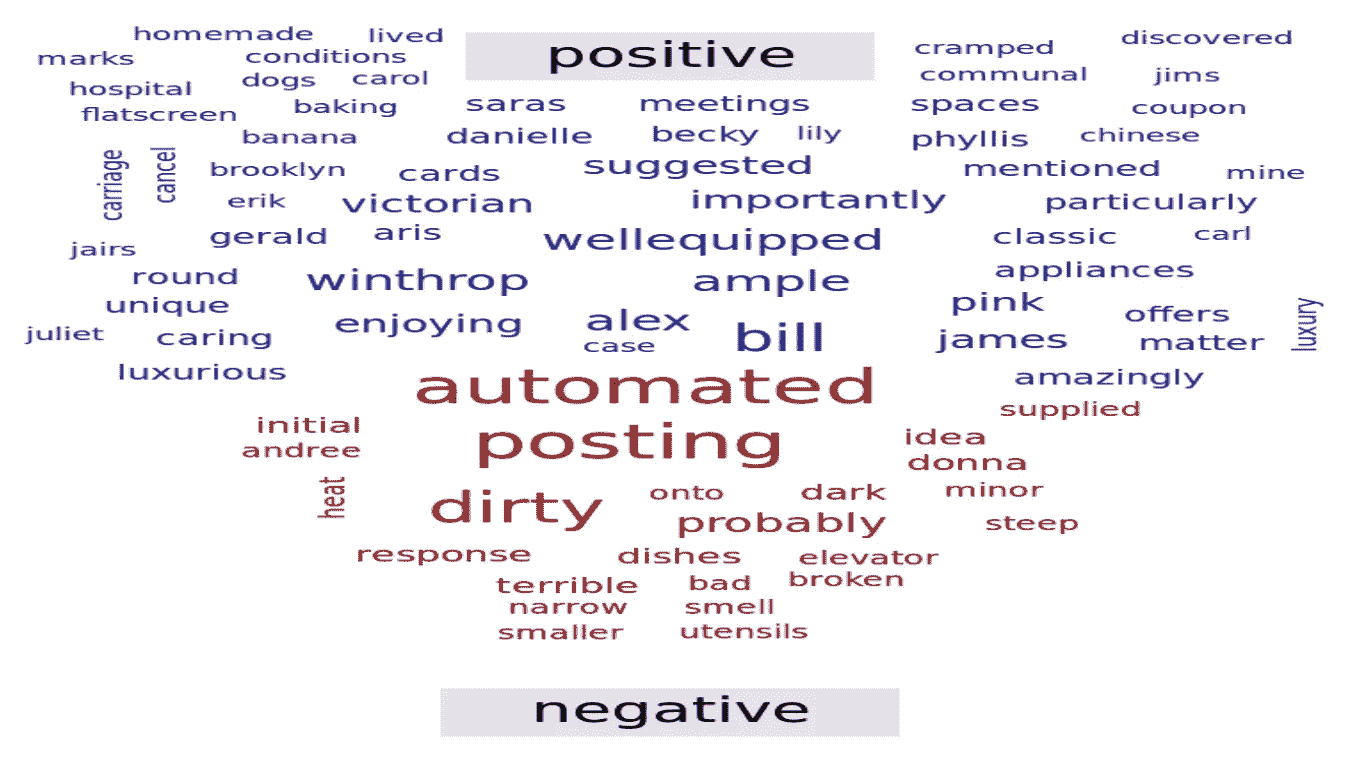 homemade lived
positive
cramped discovered
marks conditions
communal jims
hospital dogs carol
flatscreen baking saras meetings spaces coupon
banana danielle becky lily phyllis chinese
carriage cancel brooklyn cards suggested mentioned mine
erik victorian importantly particularly
jairs gerald aris wellequipped classic carl
round winthrop ample appliances
unique enjoying alex pink offers luxury
juliet caring case bill james matter
luxurious automated amazingly
supplied
initial posting idea
andree donna
heat dirty onto dark minor
probably steep
response dishes elevator
terrible bad broken
narrow smell
smaller utensils
negative